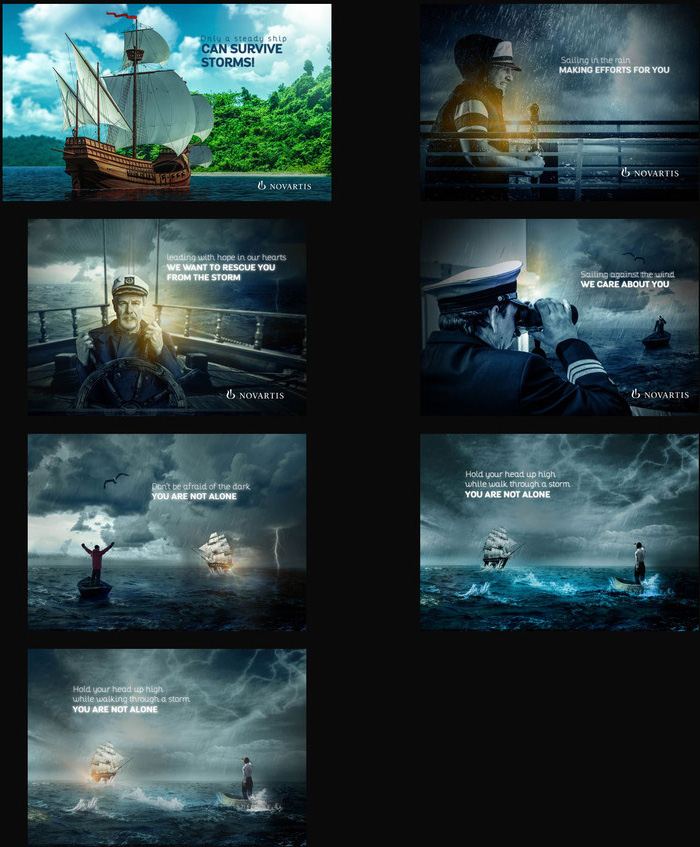 Only a steady ship
CAN SURVIVE
STORMS!
NOVARTIS
Sailing in the rain
MAKING EFFORTS FOR YOU
NOVARTIS
leading with hope in our hearts
WE WANT TO RESCUE YOU
FROM THE STORM
NOVARTIS
Sailing against the wind
WE CARE ABOUT YOU
NOVARTIS
Don't be afraid of the dark
YOU ARE NOT ALONE
Hold your head up high
while walk through a storm
YOU ARE NOT ALONE
Hold your head up high
while walking through a storm
YOU ARE NOT ALONE